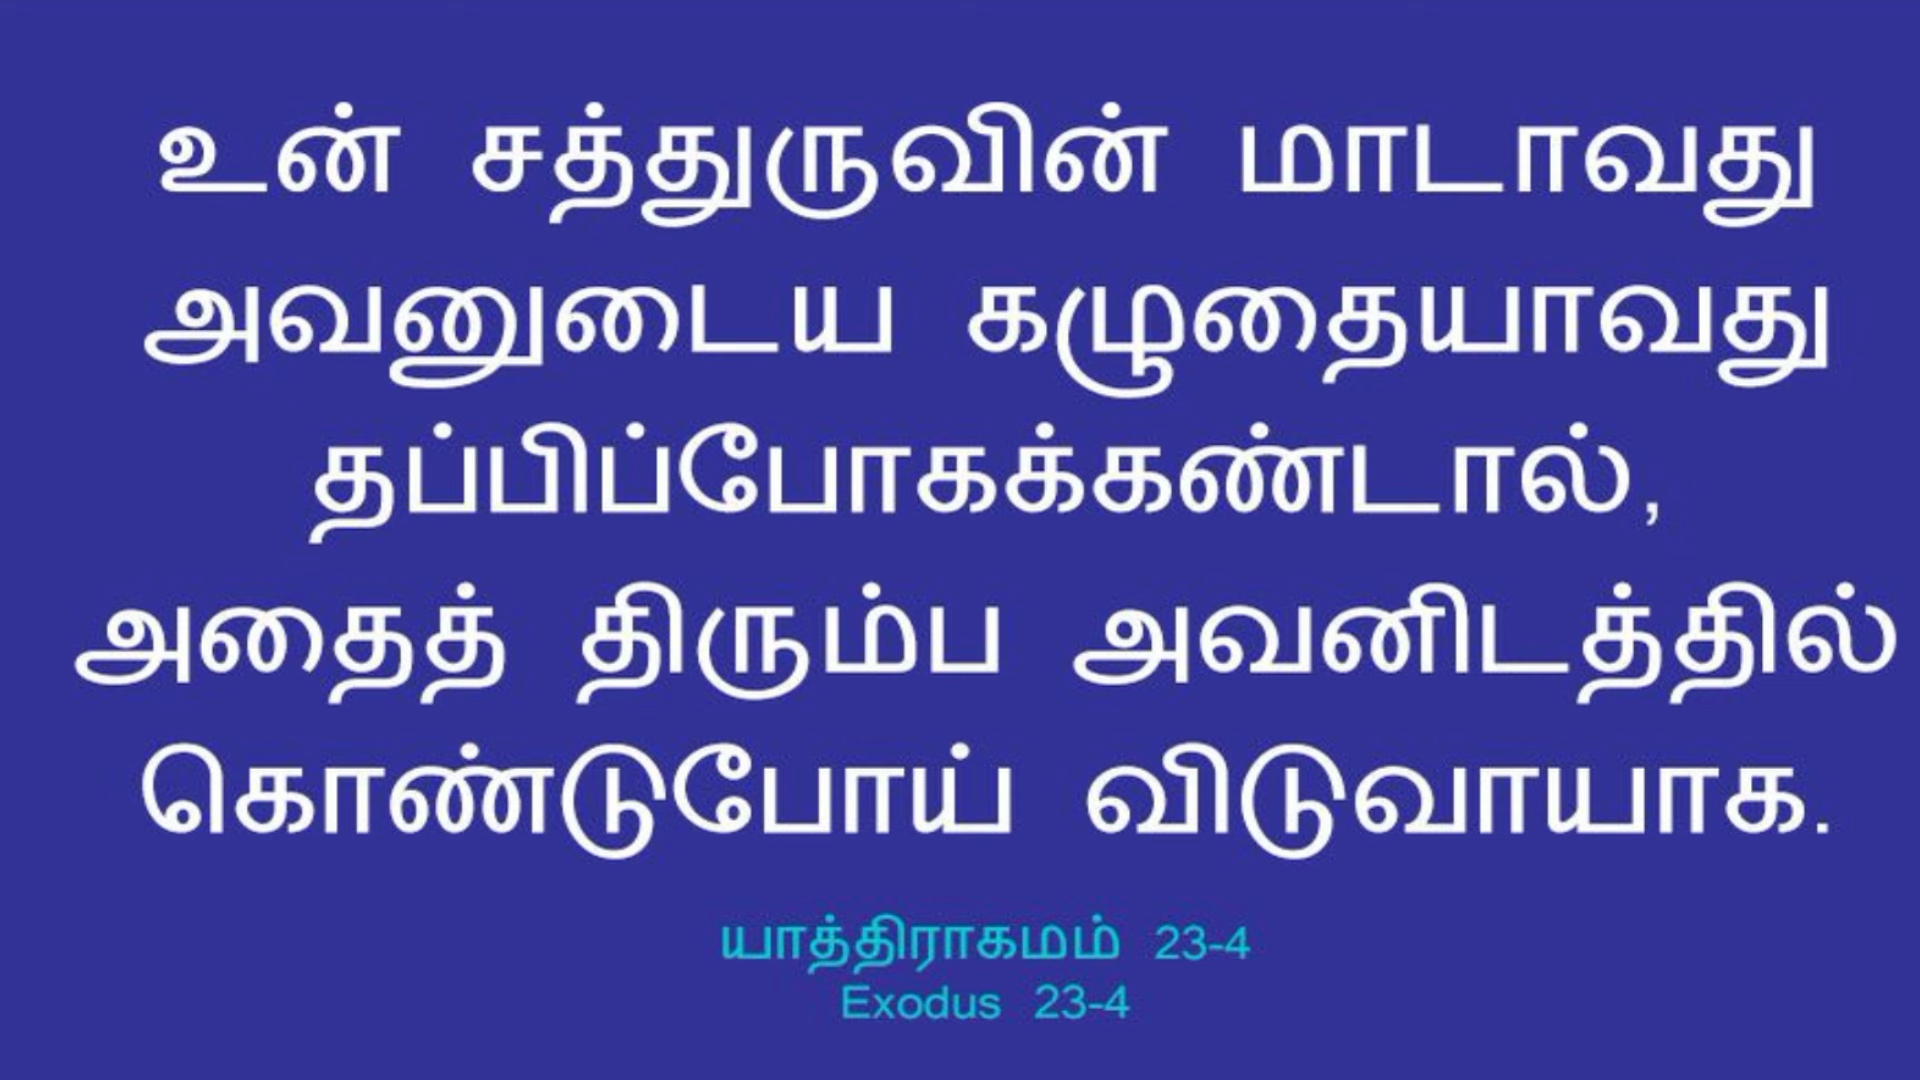 உன் சத்துருவின் மாடாவது
அவனுடைய கழுதையாவது
தப்பிப்போகக்கண்டால்,
அதைத் திரும்ப அவனிடத்தில்
கொண்டுபோய் விடுவாயாக.
யாத்திராகமம் 23-4
Exodus 23-4